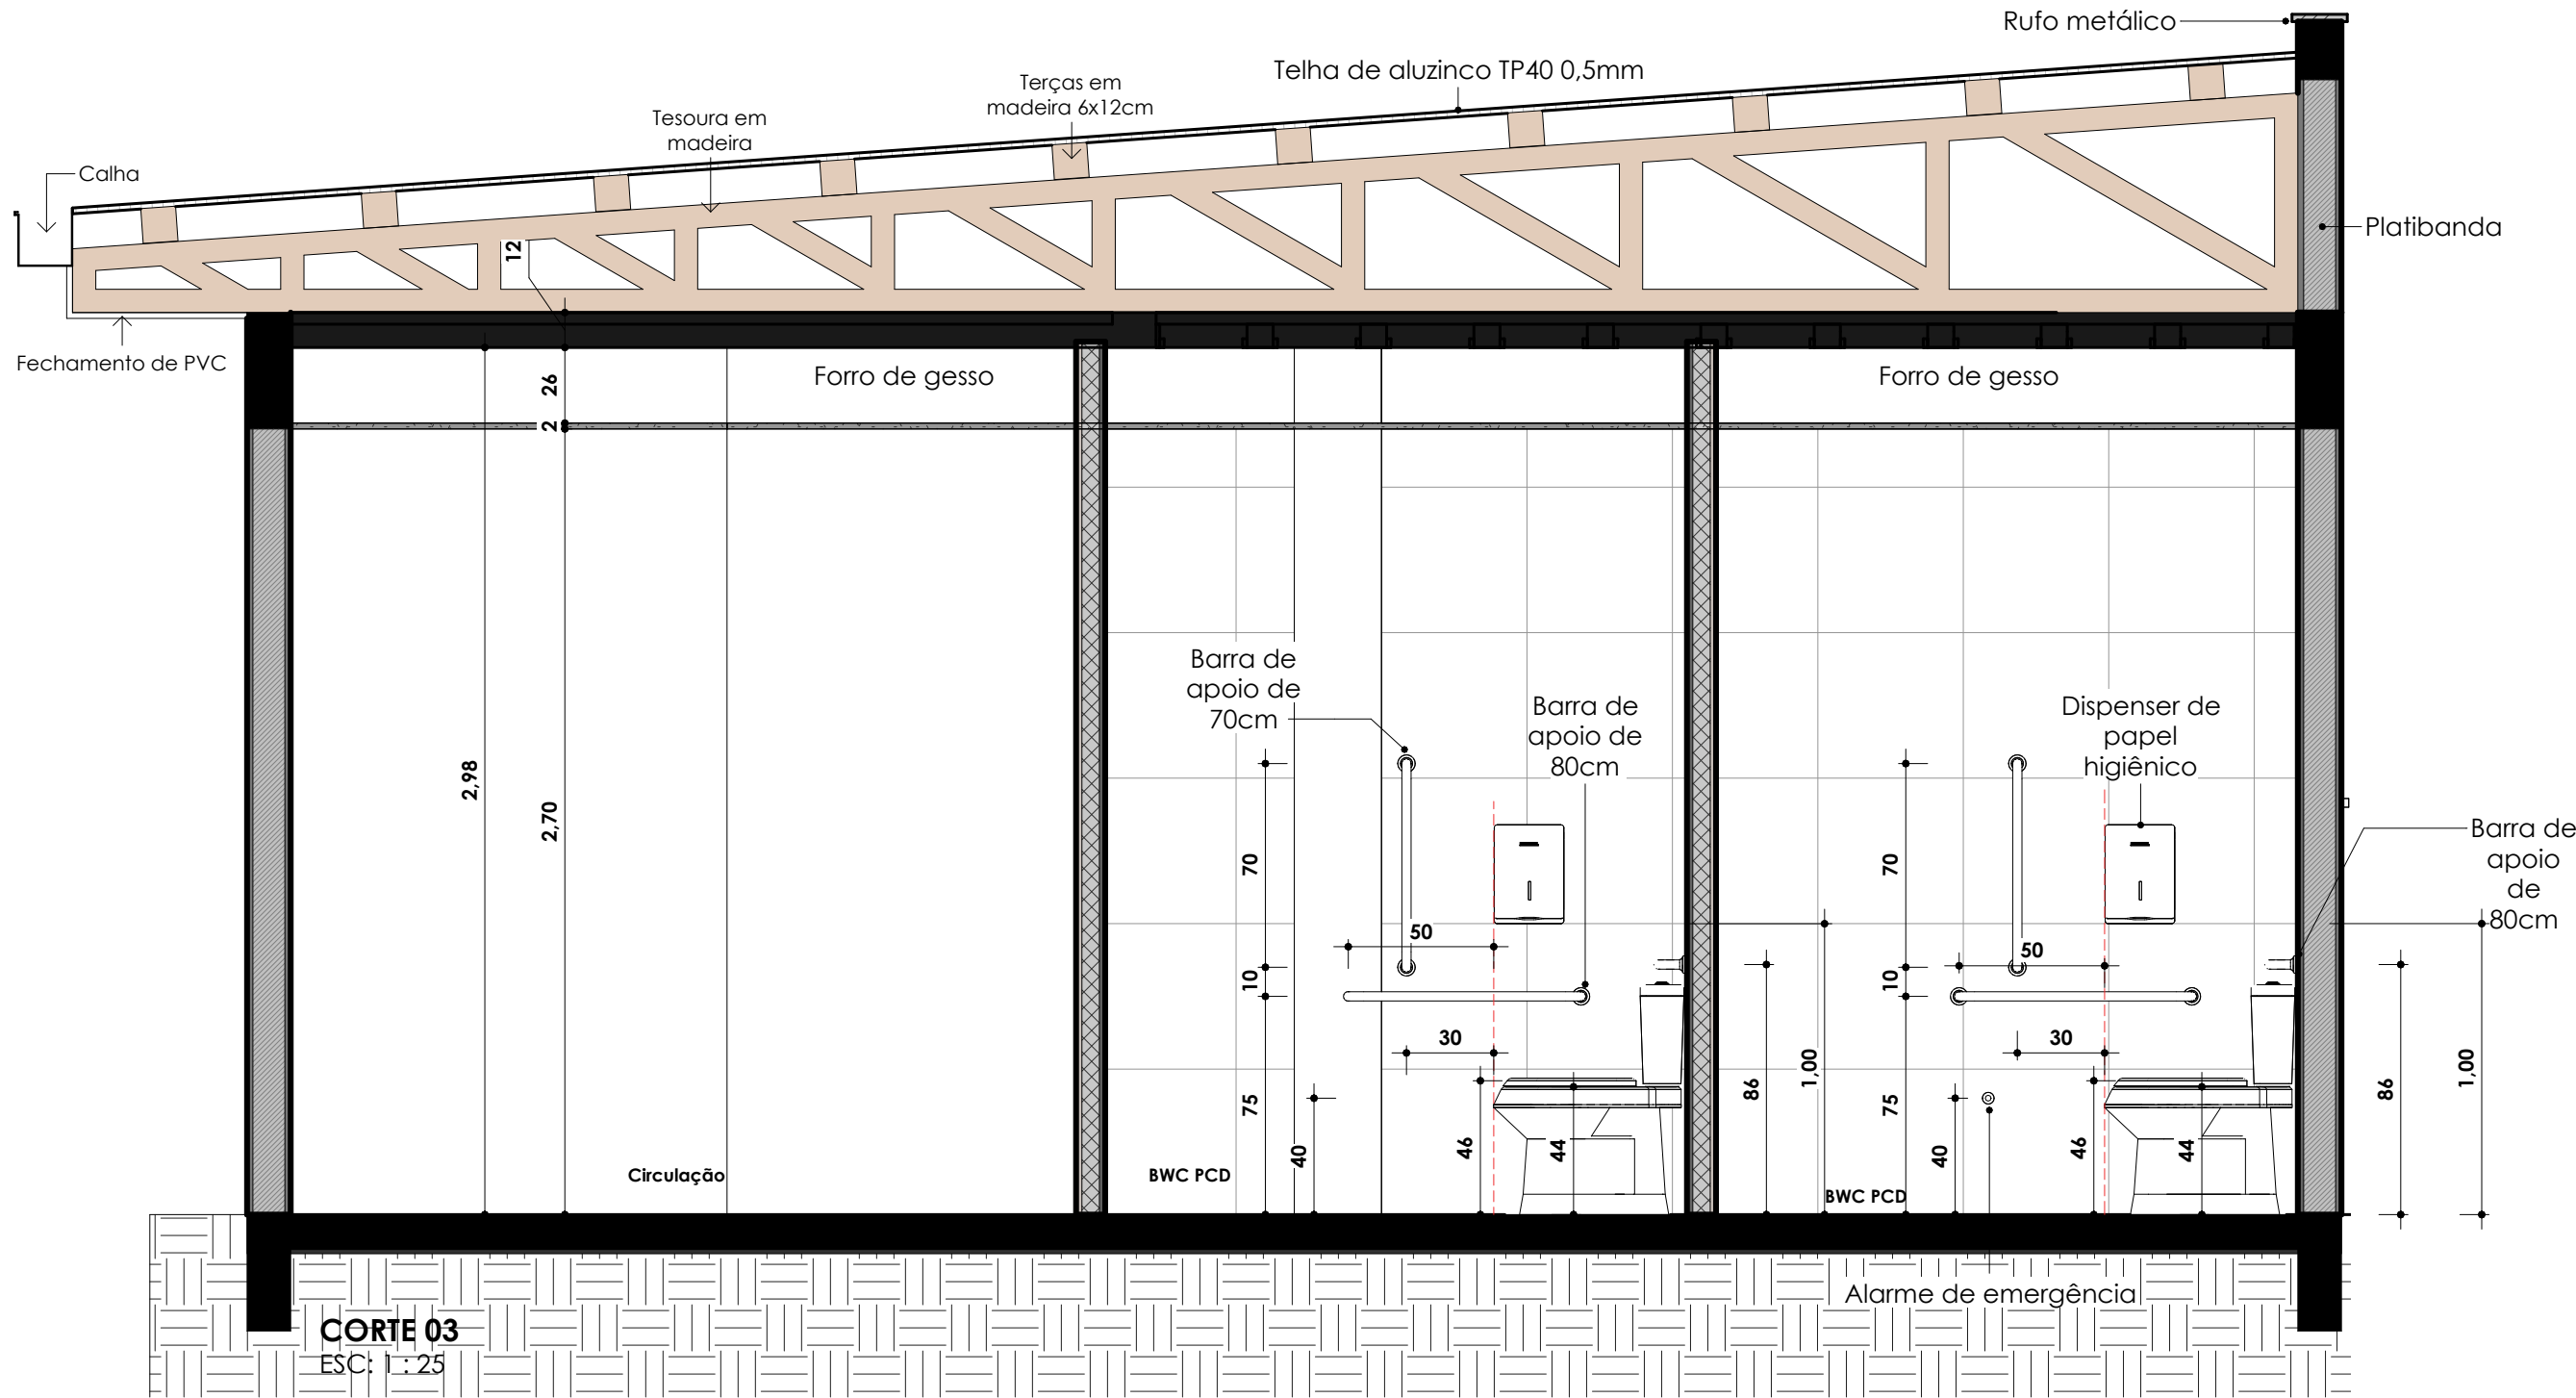 Rufo metálico
Telha de aluzinco TP40 0,5mm
Terças em
madeira 6x12cm
Tesoura em
madeira
Calha
Platibanda
12
Fechamento de PVC
Forro de gesso
Forro de gesso
26
2
2,98
2,70
Barra de
apoio de
70cm
Barra de
apoio de
80cm
Dispenser de
papel
higiênico
Barra de
apoio
de
80cm
70
50
10
30
75
40
46
44
86
1,00
70
50
10
30
75
40
46
44
86
1,00
Circulação
BWC PCD
BWC PCD
Alarme de emergência
CORTE 03
ESC: 1 : 25